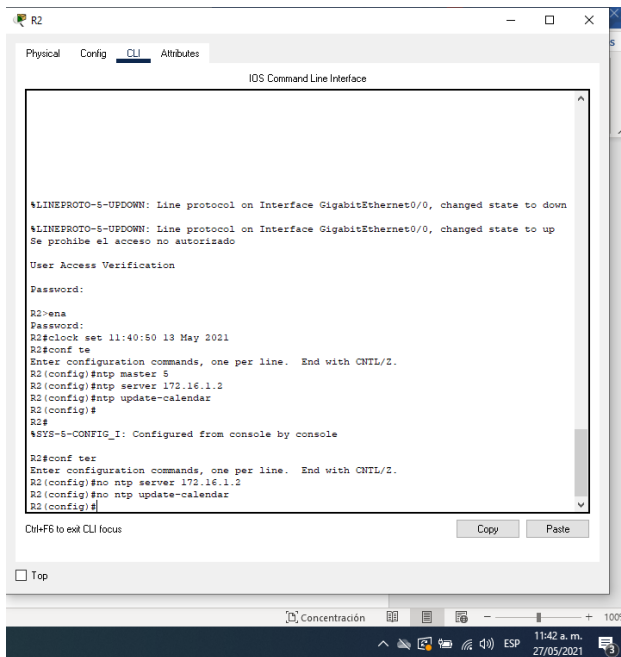 R2
Physical Config CLI Attributes
IOS Command Line Interface
%LINEPROTO-5-UPDOWN: Line protocol on Interface GigabitEthernet0/0, changed state to down
%LINEPROTO-5-UPDOWN: Line protocol on Interface GigabitEthernet0/0, changed state to up
Se prohibe el acceso no autorizado
User Access Verification
Password:
R2>ena
Password:
R2#clock set 11:40:50 13 May 2021
R2#conf te
Enter configuration commands, one per line. End with CNTL/Z.
R2(config)#ntp master 5
R2(config)#ntp server 172.16.1.2
R2(config)#ntp update-calendar
R2(config)#
R2#
%SYS-5-CONFIG_I: Configured from console by console
R2#conf ter
Enter configuration commands, one per line. End with CNTL/Z.
R2(config)#no ntp server 172.16.1.2
R2(config)#no ntp update-calendar
R2(config)#
Ctrl+F6 to exit CLI focus
Copy Paste
Top
Concentración
ESP
11:42 a. m.
27/05/2021
3